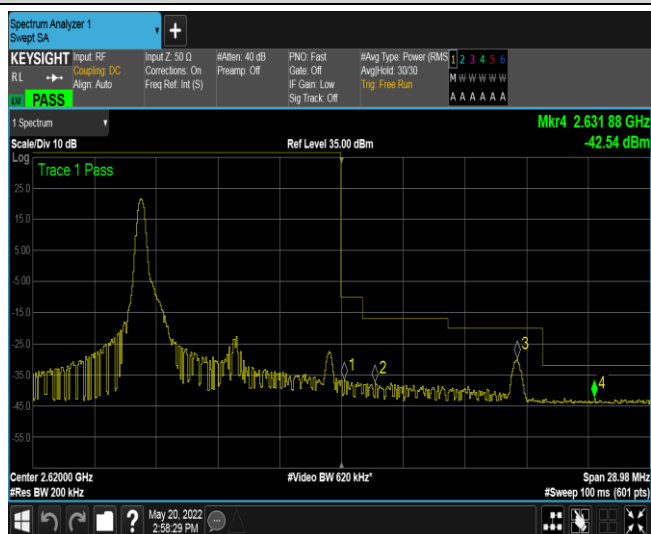 Spectrum Analyzer 1
Swept SA
+
KEYSIGHT
RL
LV PASS
Input: RF
Coupling: DC
Align: Auto
Input Z: 50 Ω
Corrections: On
Freq Ref: Int (S)
#Atten: 40 dB
Preamp: Off
PNO: Fast
Gate: Off
IF Gain: Low
Sig Track: Off
#Avg Type: Power (RMS
Avg|Hold: 30/30
Trig: Free Run
1 2 3 4 5 6
M W W W W W
A A A A A A
1 Spectrum
Scale/Div 10 dB
Ref Level 35.00 dBm
Mkr4 2.631 88 GHz
-42.54 dBm
Log
Trace 1 Pass
25.0
15.0
5.00
-5.00
-15.0
-25.0
-35.0
-45.0
-55.0
1
2
3
4
Center 2.62000 GHz
#Res BW 200 kHz
#Video BW 620 kHz*
Span 28.98 MHz
#Sweep 100 ms (601 pts)
?
May 20, 2022
2:58:29 PM